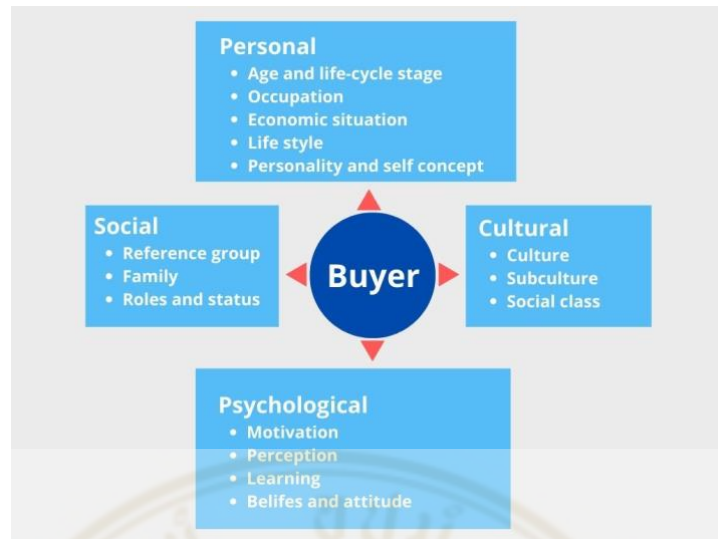 Personal
• Age and life-cycle stage
• Occupation
• Economic situation
• Life style
• Personality and self concept
Social
• Reference group
• Family
• Roles and status
Buyer
Cultural
• Culture
• Subculture
• Social class
Psychological
• Motivation
• Perception
• Learning
• Belifes and attitude